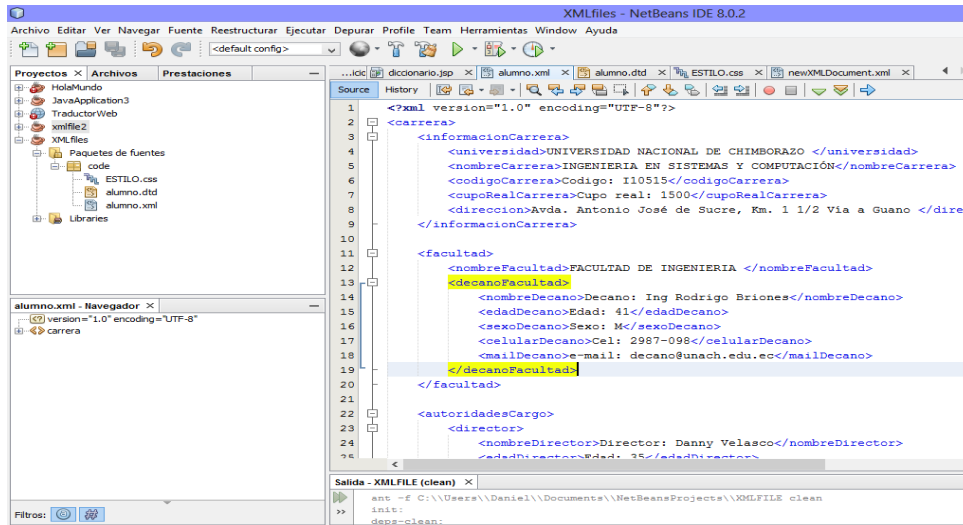 XMLfiles - NetBeans IDE 8.0.2
Archivo Editar Ver Navegar Fuente Reestructurar Ejecutar Depurar Profile Team Herramientas Window Ayuda
<default config>
Proyectos × Archivos Prestaciones
HolaMundo
JavaApplication3
TraductorWeb
xmlfile2
XMLfiles
Paquetes de fuentes
code
ESTILO.css
alumno.dtd
alumno.xml
Libraries
alumno.xml - Navegador ×
version="1.0" encoding="UTF-8"
carrera
Filtros:
...icic diccionario.jsp × alumno.xml × alumno.dtd × ESTILO.css × newXMLDocument.xml ×
Source History
1 <?xml version="1.0" encoding="UTF-8"?>
2 <carrera>
3 <informacionCarrera>
4 <universidad>UNIVERSIDAD NACIONAL DE CHIMBORAZO </universidad>
5 <nombreCarrera>INGENIERIA EN SISTEMAS Y COMPUTACIÓN</nombreCarrera>
6 <codigoCarrera>Codigo: I10515</codigoCarrera>
7 <cupoRealCarrera>Cupo real: 1500</cupoRealCarrera>
8 <direccion>Avda. Antonio José de Sucre, Km. 1 1/2 Vía a Guano </dire
9 </informacionCarrera>
10
11 <facultad>
12 <nombreFacultad>FACULTAD DE INGENIERIA </nombreFacultad>
13 <decanoFacultad>
14 <nombreDecano>Decano: Ing Rodrigo Briones</nombreDecano>
15 <edadDecano>Edad: 41</edadDecano>
16 <sexoDecano>Sexo: M</sexoDecano>
17 <celularDecano>Cel: 2987-098</celularDecano>
18 <mailDecano>e-mail: decano@unach.edu.ec</mailDecano>
19 </decanoFacultad>
20 </facultad>
21
22 <autoridadesCargo>
23 <director>
24 <nombreDirector>Director: Danny Velasco</nombreDirector>
25 <edadDirector>Edad: 35</edadDirector>
Salida - XMLFILE (clean) ×
ant -f C:\\Users\\Daniel\\Documents\\NetBeansProjects\\XMLFILE clean
init:
deps-clean: